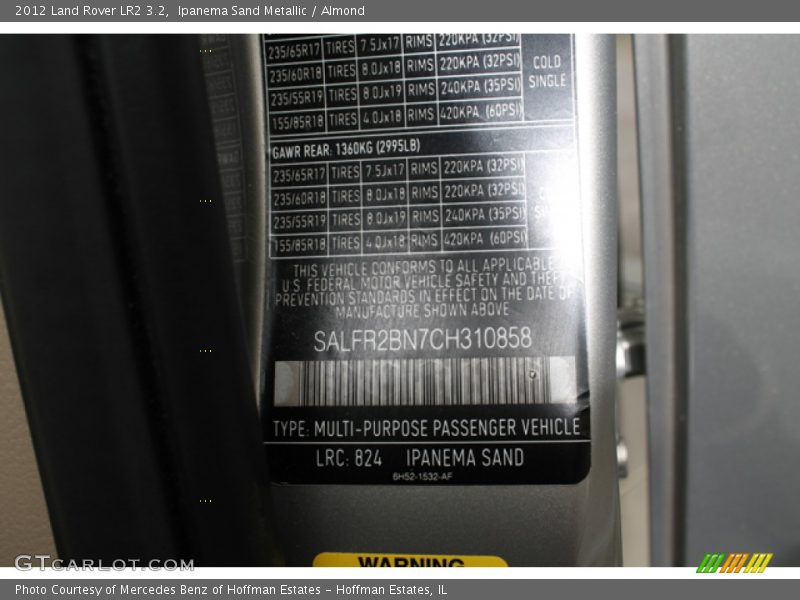 2012 Land Rover LR2 3.2, Ipanema Sand Metallic / Almond
235/65R17 TIRES 7.5Jx17 RIMS 220KPA (32PSI)
235/60R18 TIRES 8.0Jx18 RIMS 220KPA (32PSI)
235/55R19 TIRES 8.0Jx19 RIMS 240KPA (35PSI)
155/85R18 TIRES 4.0Jx18 RIMS 420KPA (60PSI)
COLD
SINGLE
GAWR REAR: 1360KG (2995LB)
235/65R17 TIRES 7.5Jx17 RIMS 220KPA (32PSI)
235/60R18 TIRES 8.0Jx18 RIMS 220KPA (32PSI)
235/55R19 TIRES 8.0Jx19 RIMS 240KPA (35PSI)
155/85R18 TIRES 4.0Jx18 RIMS 420KPA (60PSI)
THIS VEHICLE CONFORMS TO ALL APPLICABLE
U.S FEDERAL MOTOR VEHICLE SAFETY AND THEFT
PREVENTION STANDARDS IN EFFECT ON THE DATE OF
MANUFACTURE SHOWN ABOVE
SALFR2BN7CH310858
TYPE: MULTI-PURPOSE PASSENGER VEHICLE
LRC: 824 IPANEMA SAND
6H52-1532-AF
WARNING
GTCARLOT.COM
Photo Courtesy of Mercedes Benz of Hoffman Estates - Hoffman Estates, IL